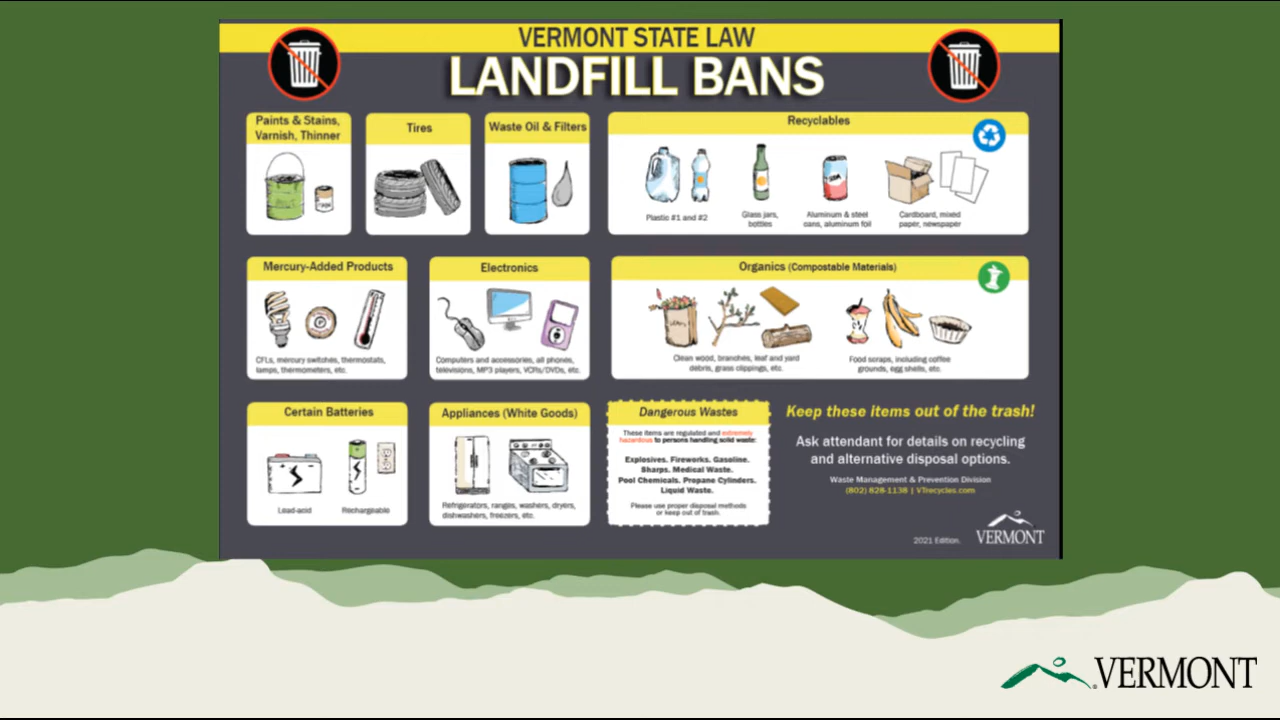 VERMONT STATE LAW
LANDFILL BANS
Paints & Stains,
Varnish, Thinner
Tires
Waste Oil & Filters
Recyclables
Plastic #1 and #2
Glass jars,
bottles
Aluminum & steel
cans, aluminum foil
Cardboard, mixed
paper, newspaper
Mercury-Added Products
CFLs, mercury switches, thermostats,
lamps, thermometers, etc.
Electronics
Computers and accessories, all phones,
televisions, MP3 players, VCRs/DVDs, etc.
Organics (Compostable Materials)
LEAVES
Clean wood, branches, leaf and yard
debris, grass clippings, etc.
Food scraps, including coffee
grounds, egg shells, etc.
Certain Batteries
Lead-acid
Rechargeable
Appliances (White Goods)
Refrigerators, ranges, washers, dryers,
dishwashers, freezers, etc.
Dangerous Wastes
These items are regulated and extremely
hazardous to persons handling solid waste:
Explosives. Fireworks. Gasoline.
Sharps. Medical Waste.
Pool Chemicals. Propane Cylinders.
Liquid Waste.
Please use proper disposal methods
or keep out of trash.
Keep these items out of the trash!
Ask attendant for details on recycling
and alternative disposal options.
Waste Management & Prevention Division
(802) 828-1138 | VTrecycles.com
2021 Edition.
VERMONT
VERMONT